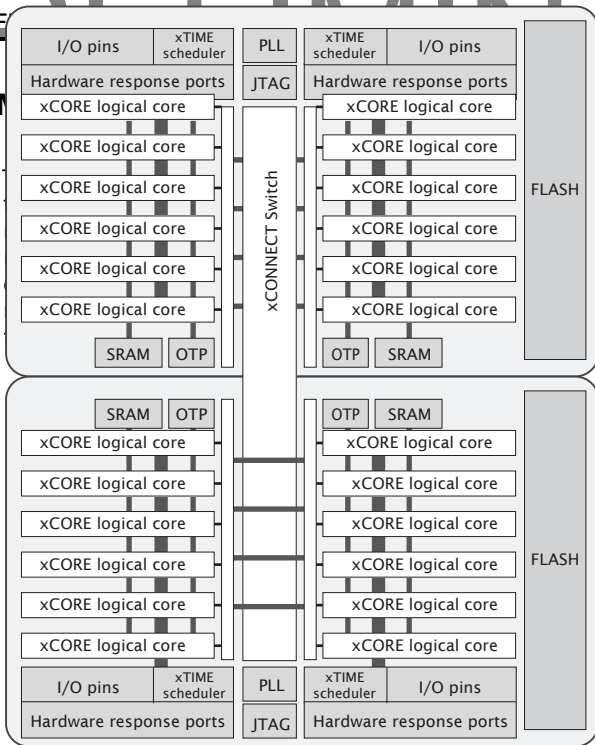 I/O pins
xTIME
scheduler
PLL
xTIME
scheduler
I/O pins
Hardware response ports
JTAG
Hardware response ports
xCORE logical core
xCORE logical core
xCORE logical core
xCORE logical core
xCORE logical core
xCORE logical core
xCONNECT Switch
xCORE logical core
xCORE logical core
xCORE logical core
xCORE logical core
xCORE logical core
xCORE logical core
FLASH
SRAM
OTP
OTP
SRAM
SRAM
OTP
OTP
SRAM
xCORE logical core
xCORE logical core
xCORE logical core
xCORE logical core
xCORE logical core
xCORE logical core
xCORE logical core
xCORE logical core
xCORE logical core
xCORE logical core
xCORE logical core
xCORE logical core
FLASH
I/O pins
xTIME
scheduler
PLL
xTIME
scheduler
I/O pins
Hardware response ports
JTAG
Hardware response ports